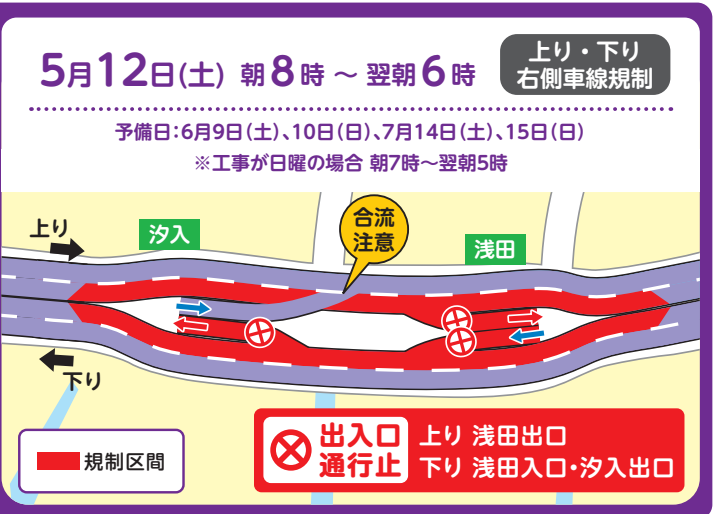 5月12日(土) 朝8時 ~ 翌朝6時
上り・下り
右側車線規制
予備日:6月9日(土)、10日(日)、7月14日(土)、15日(日)
※工事が日曜の場合 朝7時~翌朝5時
上り
汐入
合流
注意
浅田
下り
規制区間
出入口
通行止
上り 浅田出口
下り 浅田入口・汐入出口